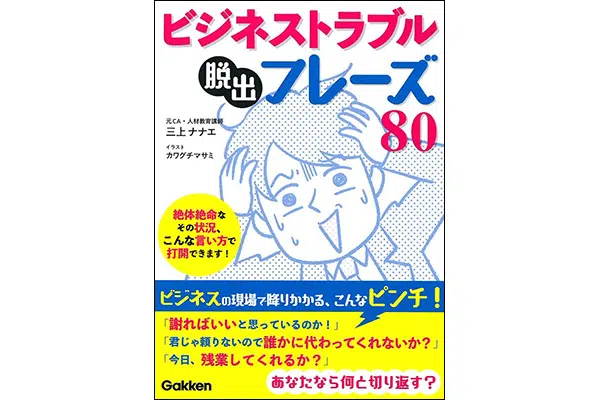 ビジネストラブル
脱出フレーズ
80
元CA・人材教育講師
三上 ナナエ
イラスト
カワグチマサミ
絶体絶命な
その状況、
こんな言い方で
打開できます！
ビジネスの現場で降りかかる、こんなピンチ！
「謝ればいいと思っているのか！」
「君じゃ頼りないので誰かに代わってくれないか？」
「今日、残業してくれるか？」
あなたなら何と切り返す？
Gakken